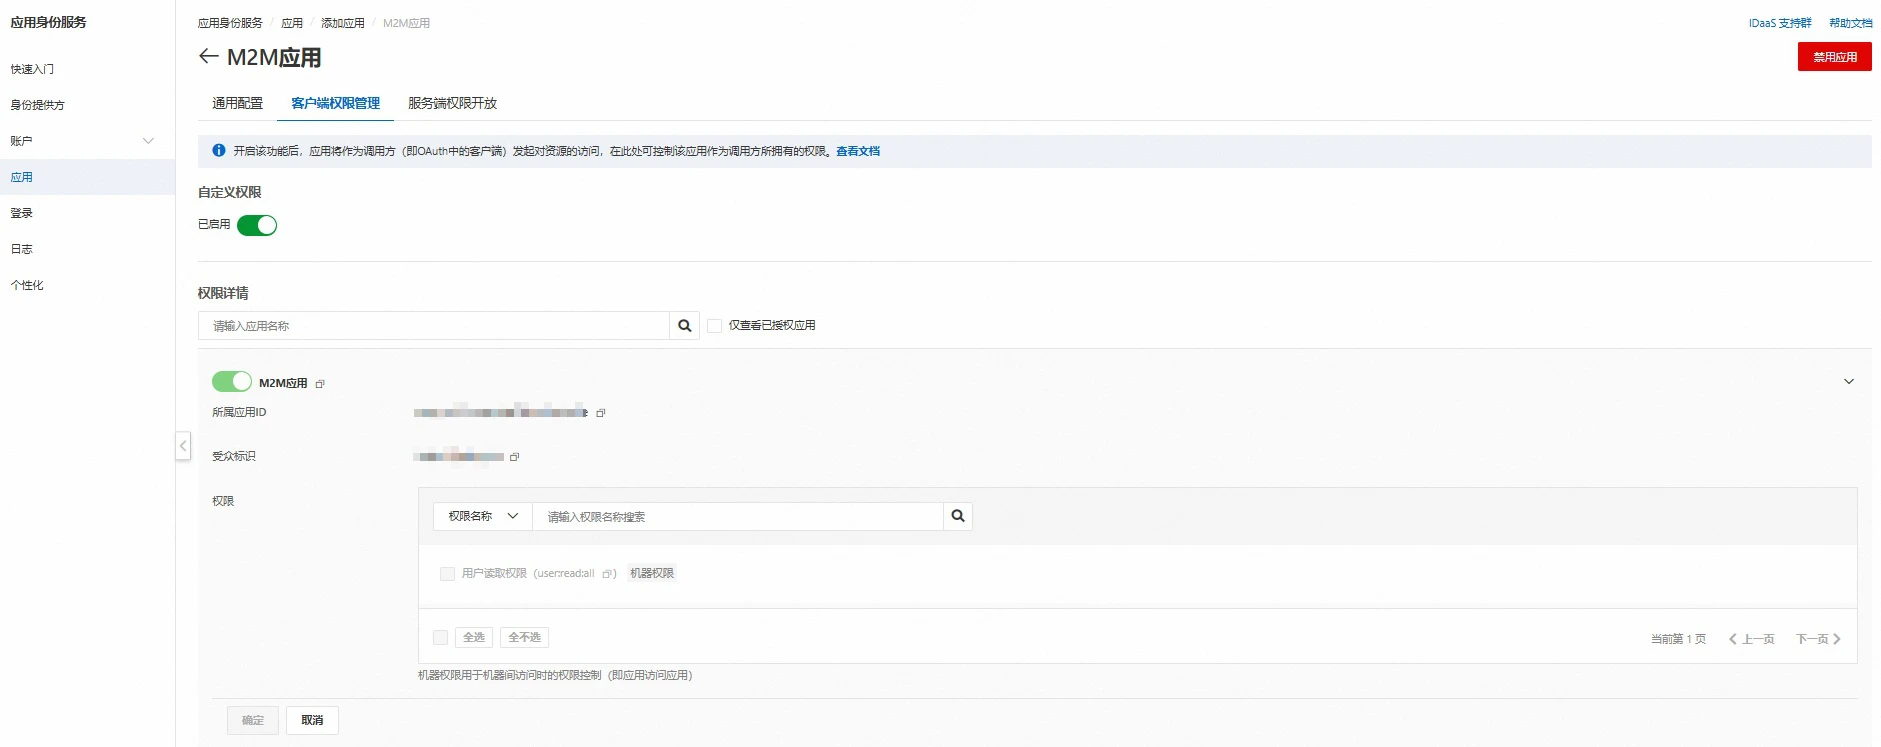 应用身份服务
快速入门
身份提供方
账户
应用
登录
日志
个性化
应用身份服务 / 应用 / 添加应用 / M2M应用
IDaaS 支持群 帮助文档
M2M应用
禁用应用
通用配置 客户端权限管理 服务端权限开放
开启该功能后，应用将作为调用方（即OAuth中的客户端）发起对资源的访问，在此处可控制该应用作为调用方所拥有的权限。查看文档
自定义权限
已启用
权限详情
请输入应用名称
仅查看已授权应用
M2M应用
所属应用ID
受众标识
权限
权限名称 请输入权限名称搜索
用户读取权限（user:read:all ） 机器权限
全选 全不选
当前第 1 页 上一页 下一页
机器权限用于机器间访问时的权限控制（即应用访问应用）
确定 取消